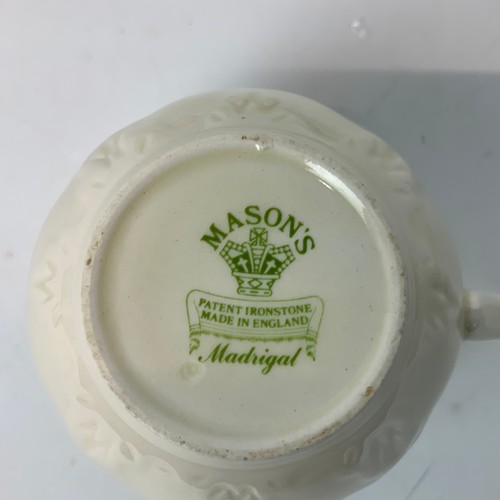 MASON'S
PATENT IRONSTONE
MADE IN ENGLAND
Madrigal